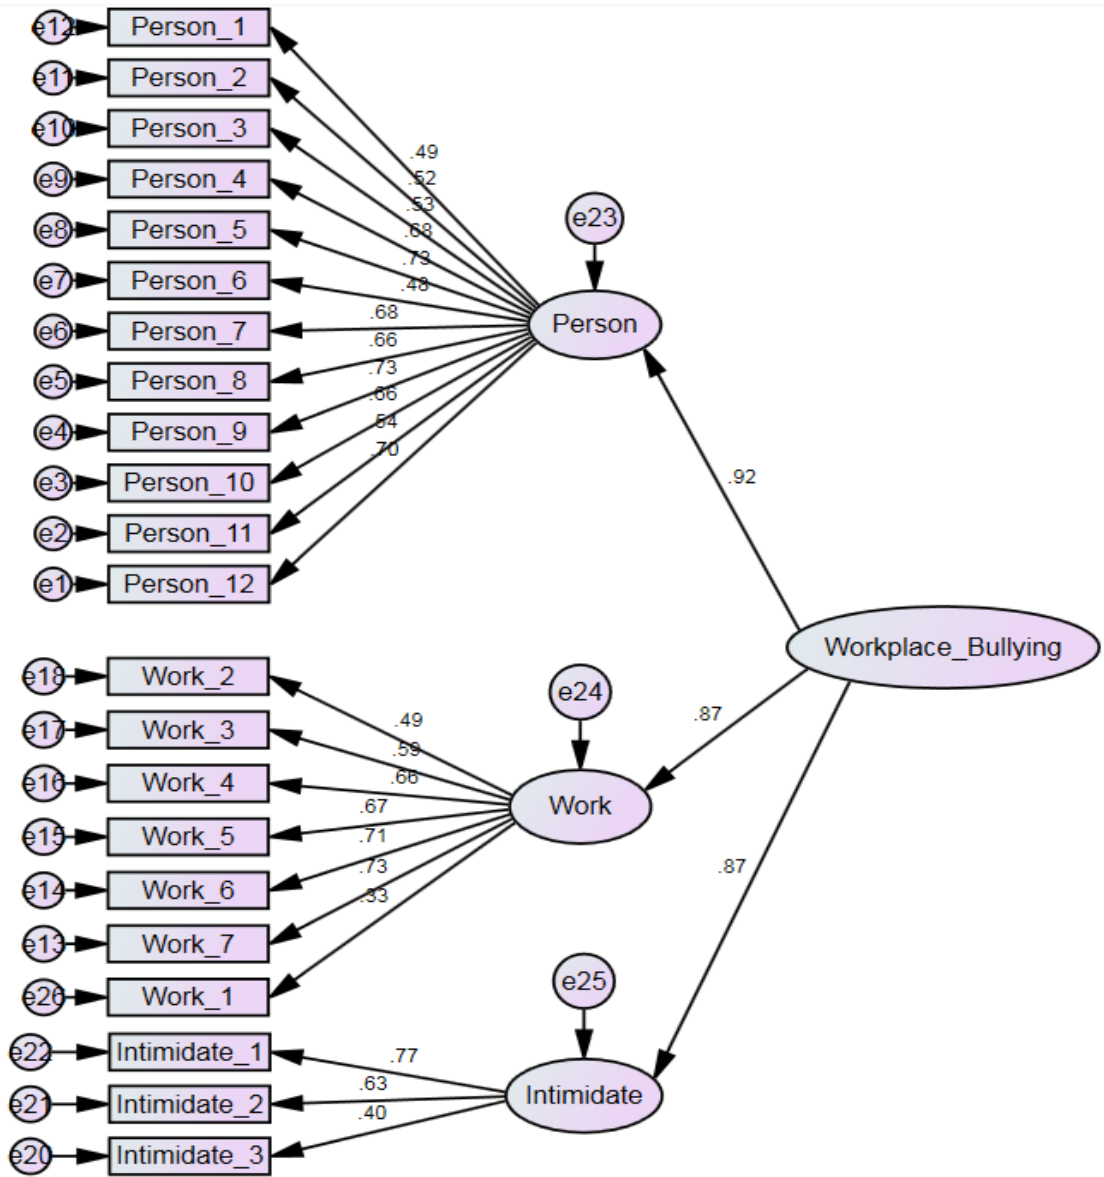 e12 Person_1
e11 Person_2
e10 Person_3
e9 Person_4
e8 Person_5
e7 Person_6
e6 Person_7
e5 Person_8
e4 Person_9
e3 Person_10
e2 Person_11
e1 Person_12
.49
.52
.53
.68
.73
.48
.68
.66
.73
.66
.54
.70
e23
Person
.92
Workplace_Bullying
e18 Work_2
e17 Work_3
e16 Work_4
e15 Work_5
e14 Work_6
e13 Work_7
e26 Work_1
.49
.59
.66
.67
.71
.73
.33
e24
Work
.87
.87
e22 Intimidate_1
e21 Intimidate_2
e20 Intimidate_3
.77
.63
.40
e25
Intimidate